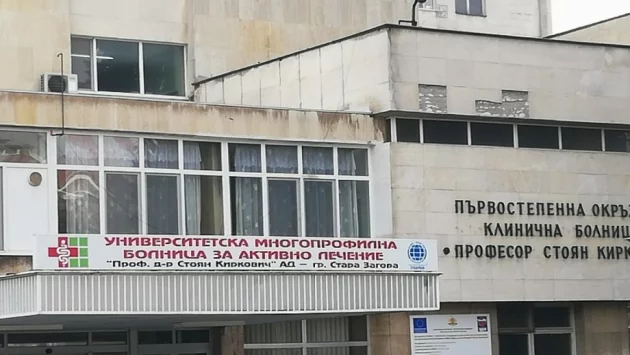 УНИВЕРСИТЕТСКА МНОГОПРОФИЛНА
БОЛНИЦА ЗА АКТИВНО ЛЕЧЕНИЕ
"Проф. д-р Стоян Киркович" АД – гр. Стара Загора
ПЪРВОСТЕПЕННА ОКРЪ
КЛИНИЧНА БОЛНИЦ
• ПРОФЕСОР СТОЯН КИРК